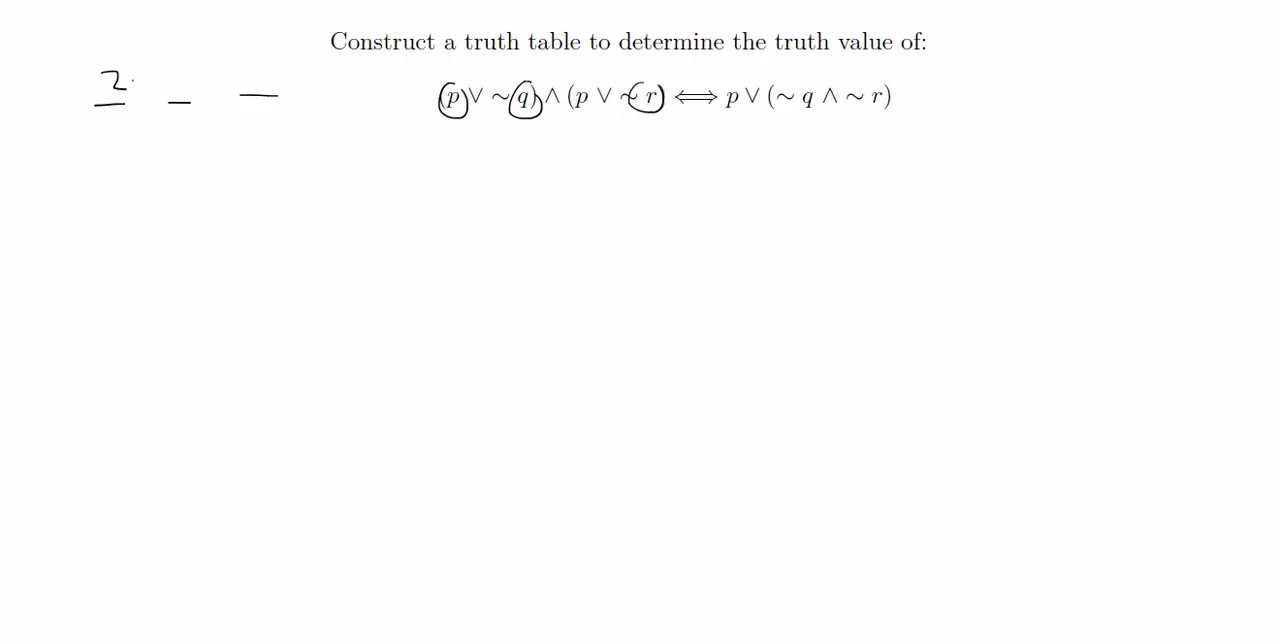 Construct a truth table to determine the truth value of:
2 _ _ (p ∨ ∼ q) ∧ (p ∨ ∼ r) ⟺ p ∨ (∼ q ∧ ∼ r)